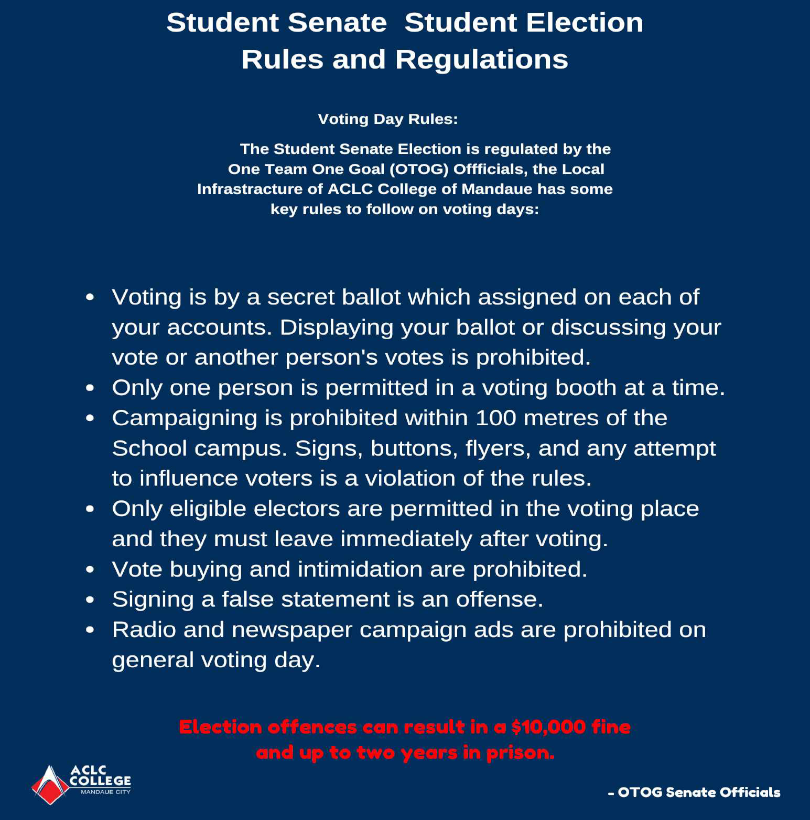 Student Senate  Student Election
Rules and Regulations
Voting Day Rules:
The Student Senate Election is regulated by the
One Team One Goal (OTOG) Offficials, the Local
Infrastracture of ACLC College of Mandaue has some
key rules to follow on voting days:
• Voting is by a secret ballot which assigned on each of
your accounts. Displaying your ballot or discussing your
vote or another person's votes is prohibited.
• Only one person is permitted in a voting booth at a time.
• Campaigning is prohibited within 100 metres of the
School campus. Signs, buttons, flyers, and any attempt
to influence voters is a violation of the rules.
• Only eligible electors are permitted in the voting place
and they must leave immediately after voting.
• Vote buying and intimidation are prohibited.
• Signing a false statement is an offense.
• Radio and newspaper campaign ads are prohibited on
general voting day.
Election offences can result in a $10,000 fine
and up to two years in prison.
ACLC
COLLEGE
MANDAUE CITY
– OTOG Senate Officials